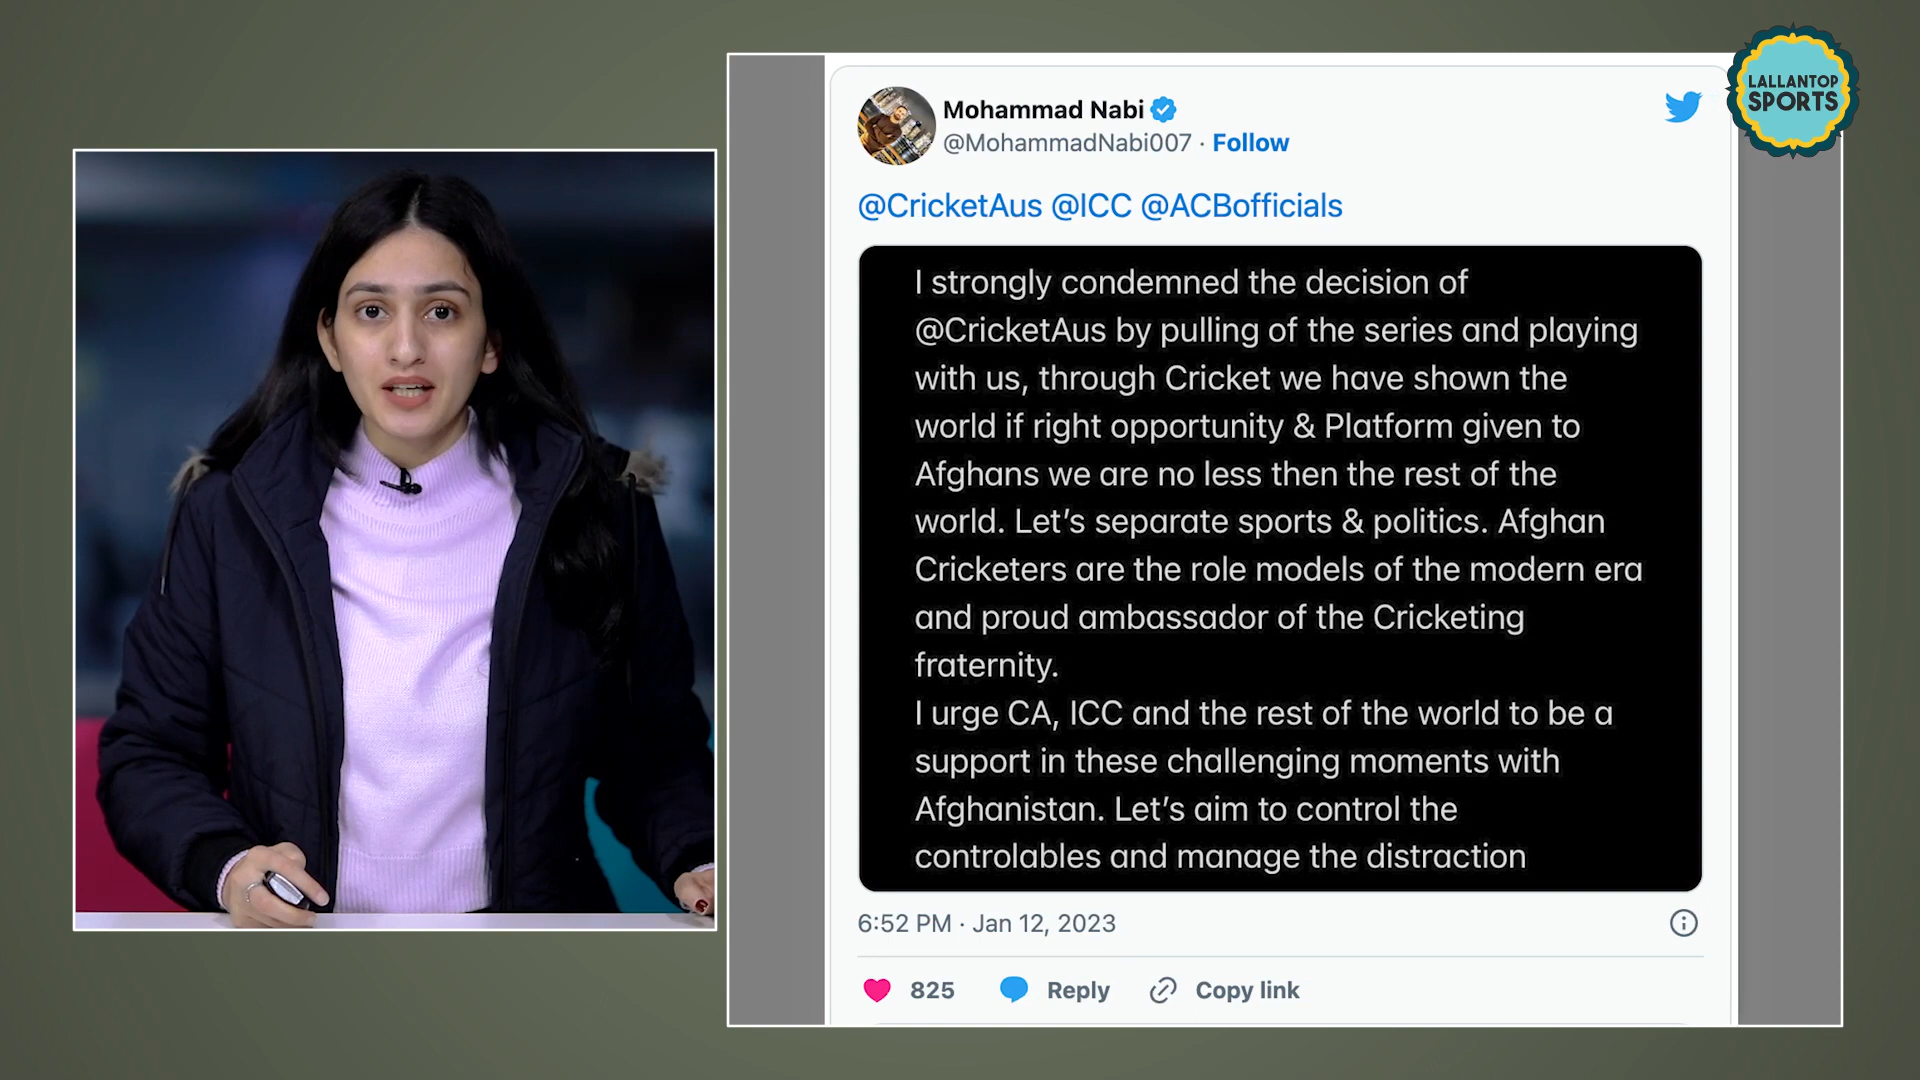 LALLANTOP
SPORTS
Mohammad Nabi
@MohammadNabi007 · Follow
@CricketAus @ICC @ACBofficials
I strongly condemned the decision of
@CricketAus by pulling of the series and playing
with us, through Cricket we have shown the
world if right opportunity & Platform given to
Afghans we are no less then the rest of the
world. Let's separate sports & politics. Afghan
Cricketers are the role models of the modern era
and proud ambassador of the Cricketing
fraternity.
I urge CA, ICC and the rest of the world to be a
support in these challenging moments with
Afghanistan. Let's aim to control the
controlables and manage the distraction
6:52 PM · Jan 12, 2023
825 Reply Copy link